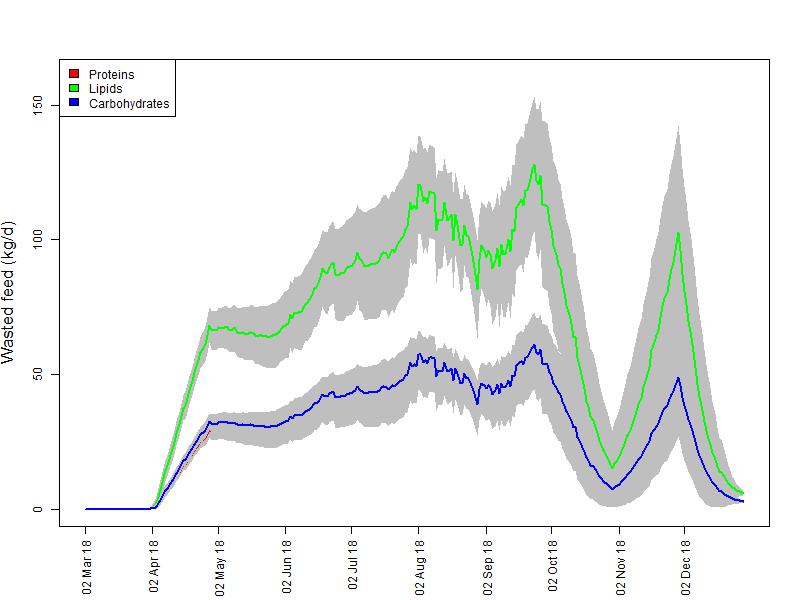 Proteins
Lipids
Carbohydrates
Wasted feed (kg/d)
150
100
50
0
02 Mar 18
02 Apr 18
02 May 18
02 Jun 18
02 Jul 18
02 Aug 18
02 Sep 18
02 Oct 18
02 Nov 18
02 Dec 18